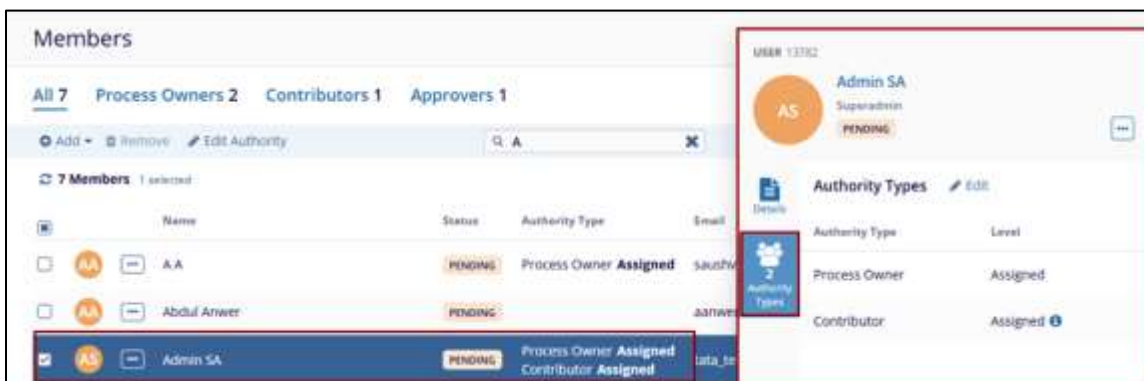 Members
All 7 Process Owners 2 Contributors 1 Approvers 1
Add Remove Edit Authority A
7 Members 1 selected
Name Status Authority Type Email
AA A A PENDING Process Owner Assigned
AA Abdul Anwer PENDING
AS Admin SA PENDING Process Owner Assigned
Contributor Assigned
USER 13782
AS
Admin SA
Superadmin
PENDING
Details
2
Authority
Types
Authority Types Edit
Authority Type Level
Process Owner Assigned
Contributor Assigned